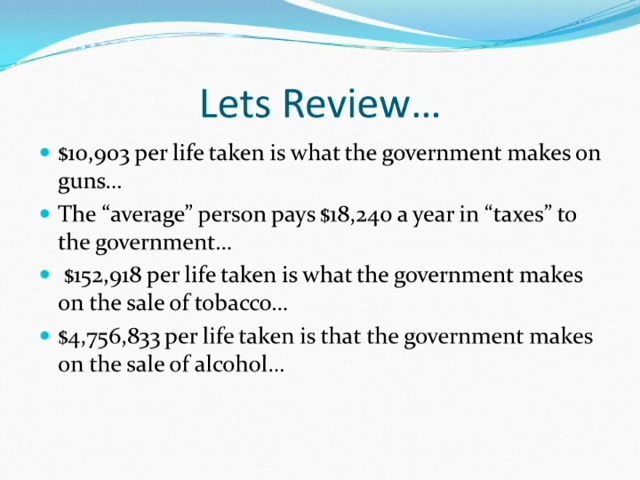 Lets Review…
• $10,903 per life taken is what the government makes on
guns…
• The “average” person pays $18,240 a year in “taxes” to
the government…
• $152,918 per life taken is what the government makes
on the sale of tobacco…
• $4,756,833 per life taken is that the government makes
on the sale of alcohol…